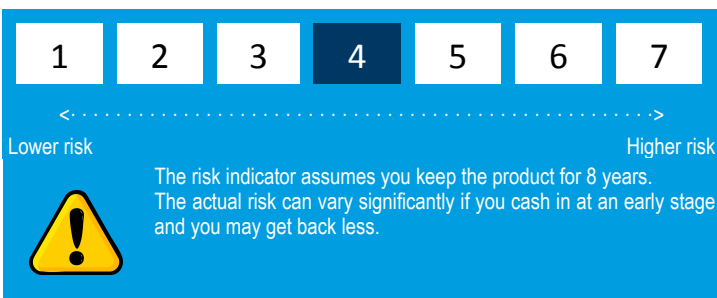 1 2 3 4 5 6 7
Lower risk Higher risk
The risk indicator assumes you keep the product for 8 years.
The actual risk can vary significantly if you cash in at an early stage
and you may get back less.